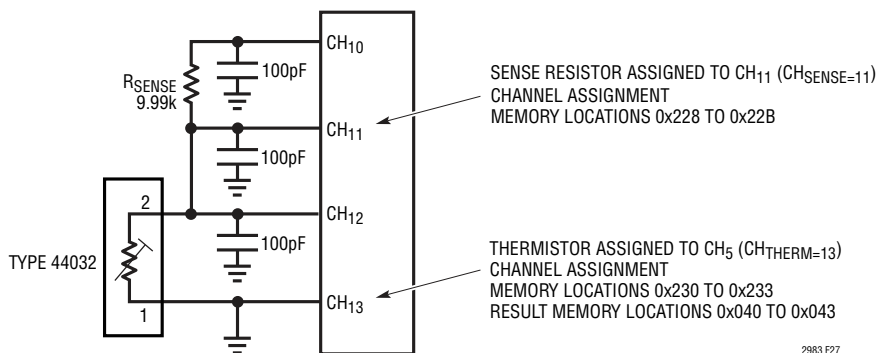 CH10
100pF
RSENSE
9.99k
CH11
100pF
2
CH12
100pF
TYPE 44032
1
CH13
SENSE RESISTOR ASSIGNED TO CH11 (CHSENSE=11)
CHANNEL ASSIGNMENT
MEMORY LOCATIONS 0x228 TO 0x22B
THERMISTOR ASSIGNED TO CH5 (CHTHERM=13)
CHANNEL ASSIGNMENT
MEMORY LOCATIONS 0x230 TO 0x233
RESULT MEMORY LOCATIONS 0x040 TO 0x043
2983 F27